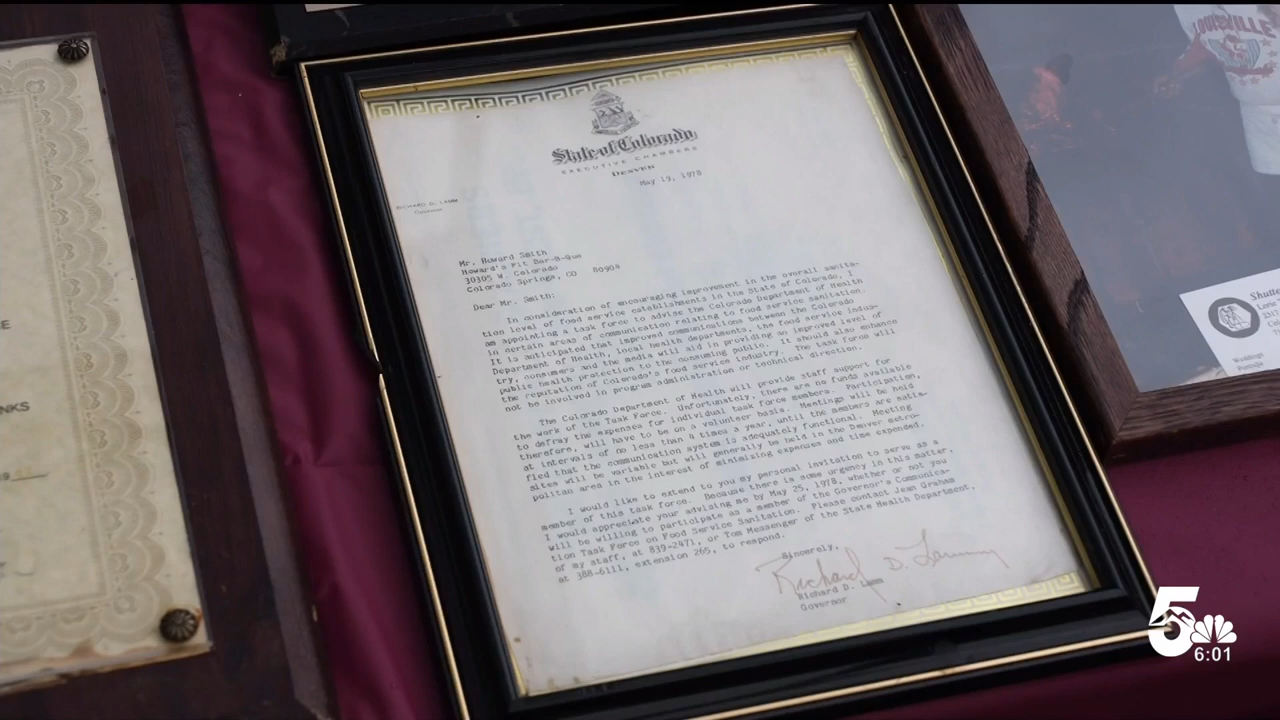 State of Colorado
EXECUTIVE CHAMBERS
DENVER
May 19, 1978
RICHARD D. LAMM
Governor
Mr. Howard Smith
Howard's Pit Bar-B-Que
30305 W. Colorado
Colorado Springs, CO 80904
Dear Mr. Smith:
In consideration of encouraging improvement in the overall sanita-
tion level of food service establishments in the State of Colorado, I
am appointing a task force to advise the Colorado Department of Health
in certain areas of communication relating to food service sanitation.
It is anticipated that improved communications between the Colorado
Department of Health, local health departments, the food service indus-
try, consumers and the media will aid in providing an improved level of
public health protection to the consuming public. It should also enhance
the reputation of Colorado's food service industry. The task force will
not be involved in program administration or technical direction.
The Colorado Department of Health will provide staff support for
the work of the Task Force. Unfortunately, there are no funds available
to defray the expenses for individual task force members. Participation,
therefore, will have to be on a volunteer basis. Meetings will be held
at intervals of no less than 4 times a year, until the members are satis-
fied that the communication system is adequately functional. Meeting
sites will be variable but will generally be held in the Denver metro-
politan area in the interest of minimizing expenses and time expended.
I would like to extend to you my personal invitation to serve as a
member of this task force. Because there is some urgency in this matter,
I would appreciate your advising me by May 25, 1978, whether or not you
will be willing to participate as a member of the Governor's Communica-
tion Task Force on Food Service Sanitation. Please contact Jean Graham
of my staff, at 839-2471, or Tom Messenger of the State Health Department,
at 388-6111, extension 265, to respond.
Sincerely,
Richard D. Lamm
Richard D. Lamm
Governor
NKS
LOUISVILLE
Shutte
Weddings
5
6:01